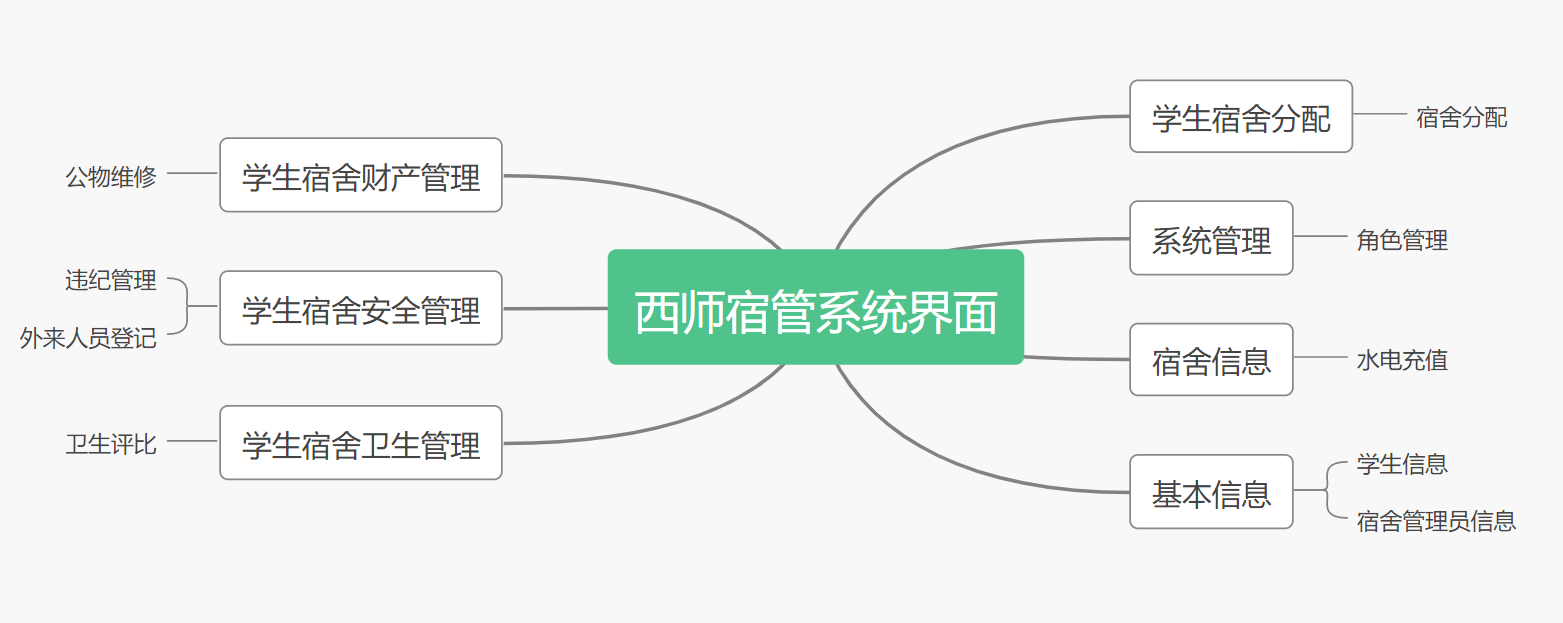 西师宿管系统界面
学生宿舍分配
宿舍分配
系统管理
角色管理
宿舍信息
水电充值
基本信息
学生信息
宿舍管理员信息
学生宿舍财产管理
公物维修
学生宿舍安全管理
违纪管理
外来人员登记
学生宿舍卫生管理
卫生评比